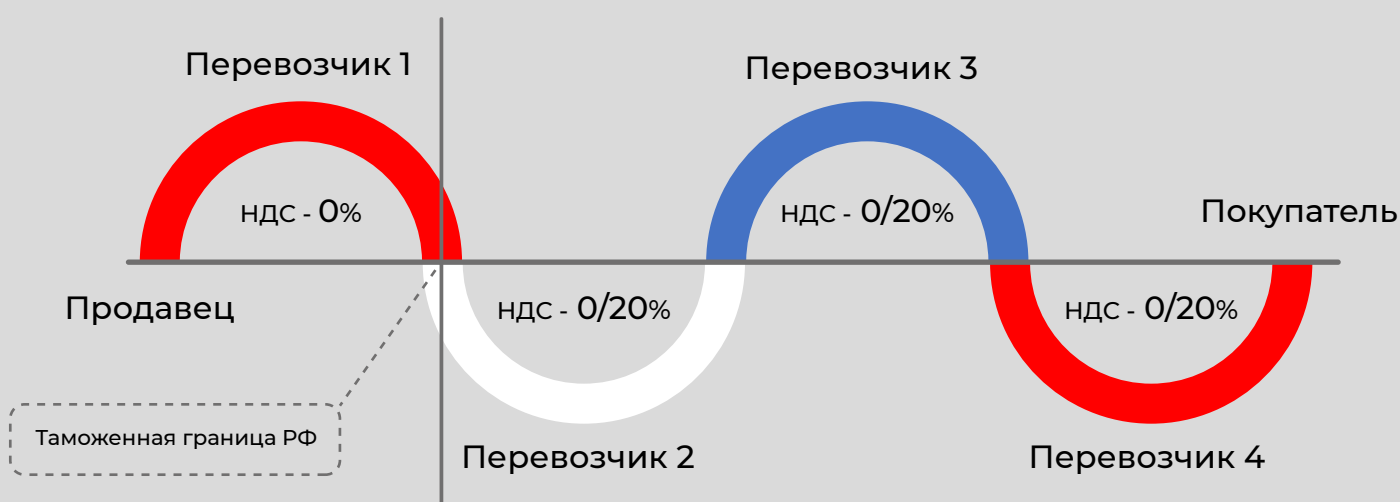 Перевозчик 1
Перевозчик 3
НДС - 0%
НДС - 0/20%
Покупатель
Продавец
НДС - 0/20%
НДС - 0/20%
Таможенная граница РФ
Перевозчик 2
Перевозчик 4